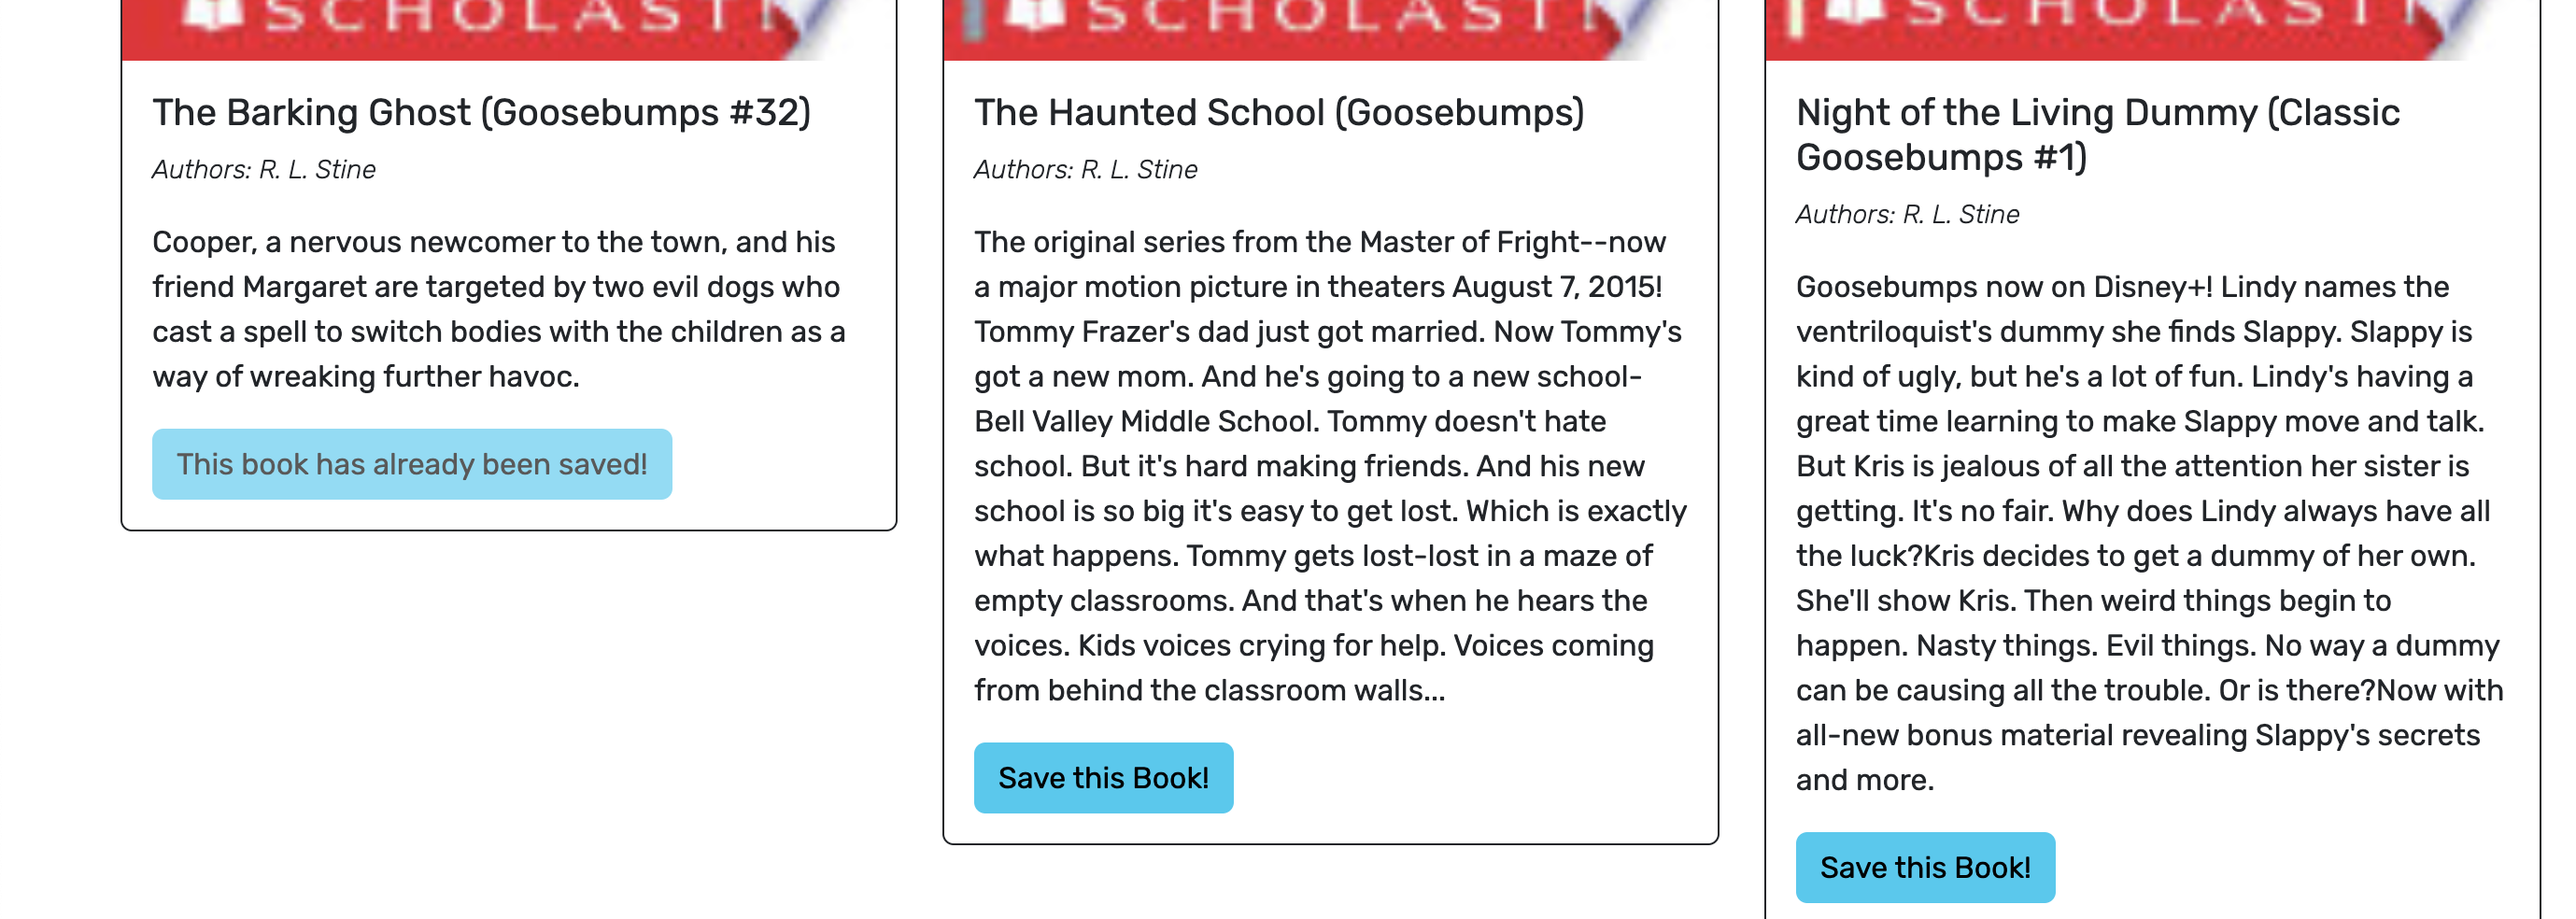 SCHOLASTI
The Barking Ghost (Goosebumps #32)
Authors: R. L. Stine
Cooper, a nervous newcomer to the town, and his
friend Margaret are targeted by two evil dogs who
cast a spell to switch bodies with the children as a
way of wreaking further havoc.
This book has already been saved!
SCHOLASTI
The Haunted School (Goosebumps)
Authors: R. L. Stine
The original series from the Master of Fright--now
a major motion picture in theaters August 7, 2015!
Tommy Frazer's dad just got married. Now Tommy's
got a new mom. And he's going to a new school-
Bell Valley Middle School. Tommy doesn't hate
school. But it's hard making friends. And his new
school is so big it's easy to get lost. Which is exactly
what happens. Tommy gets lost-lost in a maze of
empty classrooms. And that's when he hears the
voices. Kids voices crying for help. Voices coming
from behind the classroom walls...
Save this Book!
SCHOLASTI
Night of the Living Dummy (Classic
Goosebumps #1)
Authors: R. L. Stine
Goosebumps now on Disney+! Lindy names the
ventriloquist's dummy she finds Slappy. Slappy is
kind of ugly, but he's a lot of fun. Lindy's having a
great time learning to make Slappy move and talk.
But Kris is jealous of all the attention her sister is
getting. It's no fair. Why does Lindy always have all
the luck?Kris decides to get a dummy of her own.
She'll show Kris. Then weird things begin to
happen. Nasty things. Evil things. No way a dummy
can be causing all the trouble. Or is there?Now with
all-new bonus material revealing Slappy's secrets
and more.
Save this Book!